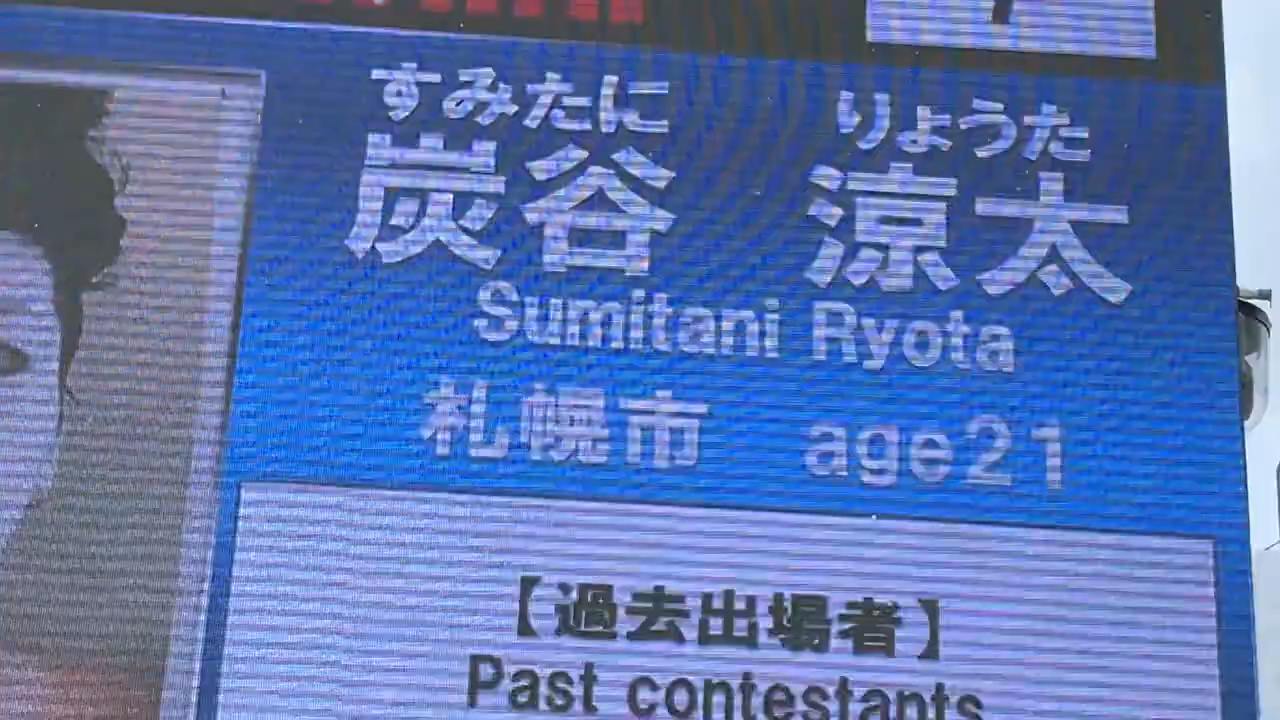 すみたに りょうた
炭谷 涼太
Sumitani Ryota
札幌市 age21
【過去出場者】
Past contestants